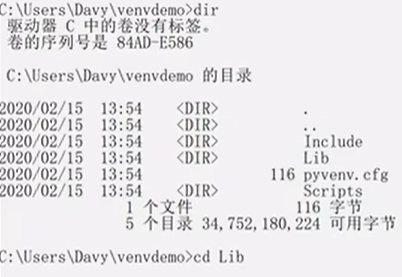 C:\Users\Davy\venvdemo>dir
驱动器 C 中的卷没有标签。
卷的序列号是 84AD-E586
C:\Users\Davy\venvdemo 的目录
2020/02/15 13:54 <DIR> .
2020/02/15 13:54 <DIR> ..
2020/02/15 13:54 <DIR> Include
2020/02/15 13:54 <DIR> Lib
2020/02/15 13:54 116 pyvenv.cfg
2020/02/15 13:54 <DIR> Scripts
1 个文件 116 字节
5 个目录 34,752,180,224 可用字节
C:\Users\Davy\venvdemo>cd Lib